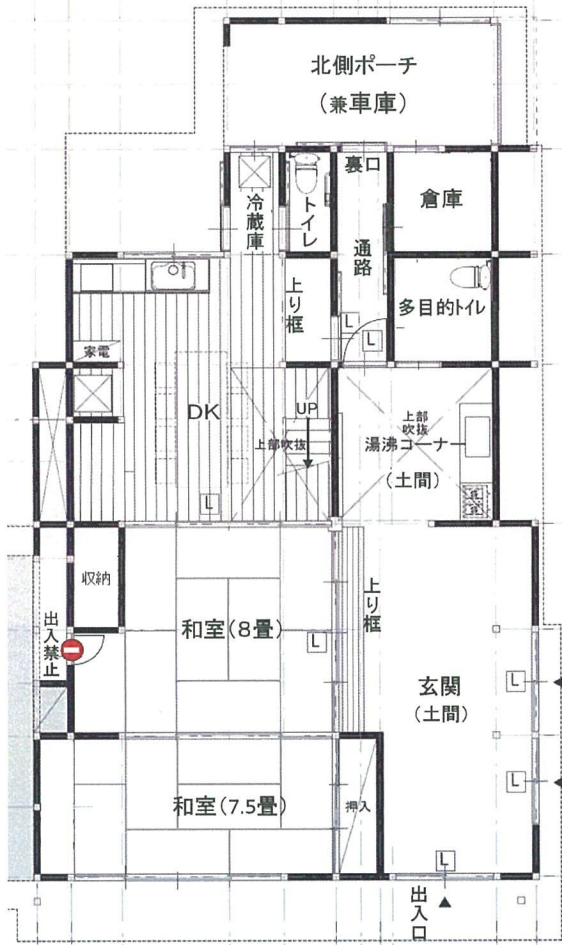 北側ポーチ
(兼車庫)
裏口
倉庫
トイレ
冷蔵庫
通路
上り框
多目的トイレ
L
L
家電
DK
UP
上部吹抜
上部
吹抜
湯沸コーナー
(土間)
L
収納
和室(8畳)
L
上り框
出入禁止
玄関
(土間)
L
L
和室(7.5畳)
押入
L
出入口